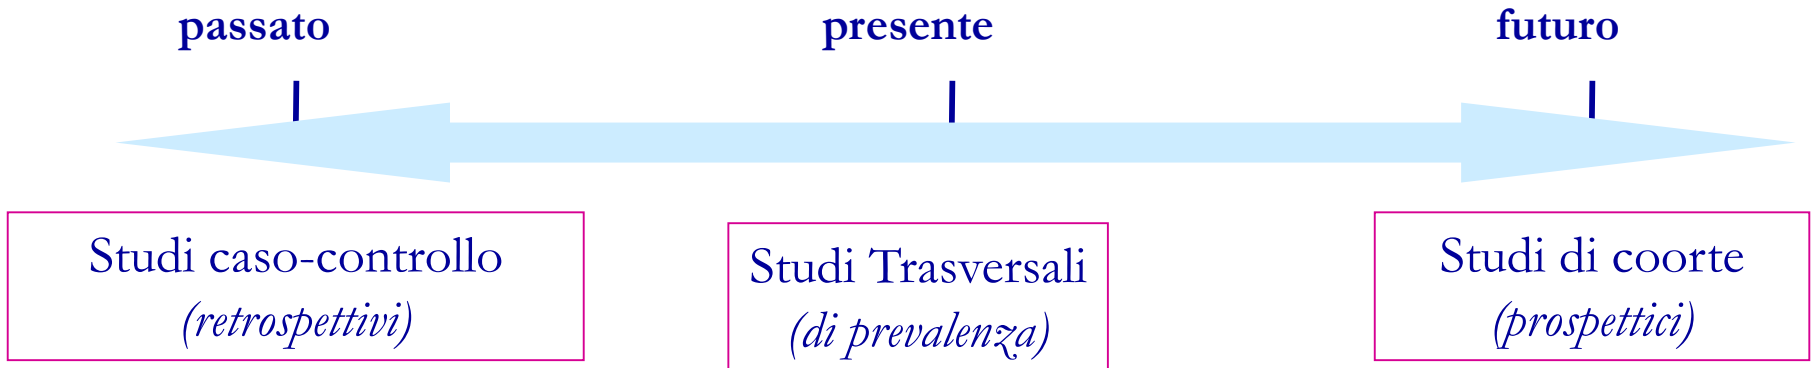 passato
presente
futuro
Studi caso-controllo
(retrospettivi)
Studi Trasversali
(di prevalenza)
Studi di coorte
(prospettici)